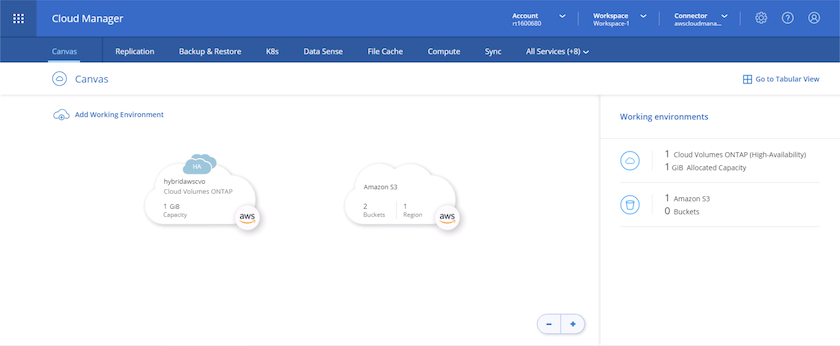 Cloud Manager
Account
rr1600680
Workspace
Workspace-1
Connector
awscloudmana...
Canvas
Replication
Backup & Restore
K8s
Data Sense
File Cache
Compute
Sync
All Services (+8)
Canvas
Go to Tabular View
Add Working Environment
HA
hybridawscvo
Cloud Volumes ONTAP
1 GiB
Capacity
aws
Amazon S3
2
Buckets
1
Region
aws
Working environments
1 Cloud Volumes ONTAP (High-Availability)
1 GiB Allocated Capacity
1 Amazon S3
0 Buckets